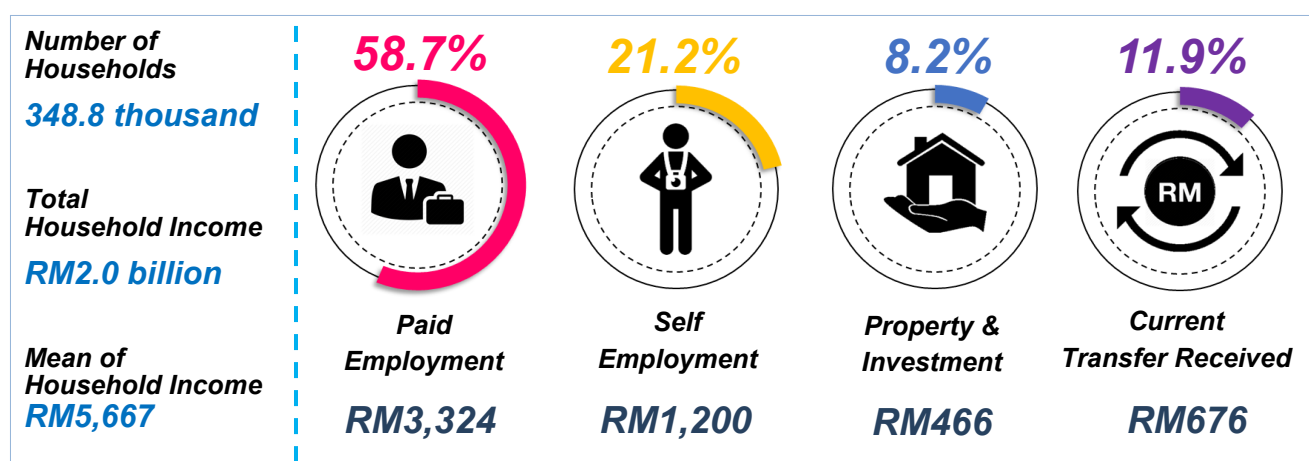 Number of
Households
348.8 thousand
Total
Household Income
RM2.0 billion
Mean of
Household Income
RM5,667
58.7%
Paid
Employment
RM3,324
21.2%
Self
Employment
RM1,200
8.2%
Property &
Investment
RM466
11.9%
RM
Current
Transfer Received
RM676